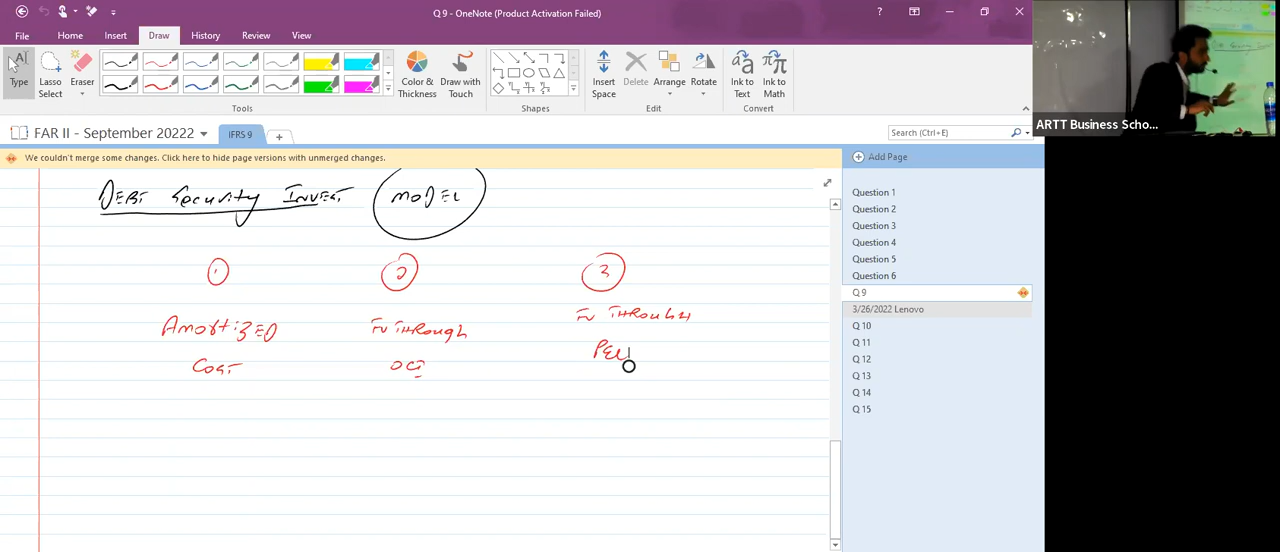 Q 9 - OneNote (Product Activation Failed)
?
File Home Insert Draw History Review View
Type
Lasso Select
Eraser
Color & Thickness
Draw with Touch
Insert Space
Delete
Arrange
Rotate
Ink to Text
Ink to Math
Tools
Shapes
Edit
Convert
ARTT Business Scho...
FAR II - September 20222
IFRS 9
Search (Ctrl+E)
We couldn't merge some changes. Click here to hide page versions with unmerged changes.
Add Page
Question 1
Question 2
Question 3
Question 4
Question 5
Question 6
Q 9
3/26/2022 Lenovo
Q 10
Q 11
Q 12
Q 13
Q 14
Q 15
DEBT Security INVEST MODEL
1 2 3
Amortized FV THROUGH FV THROUGH
COST OCI